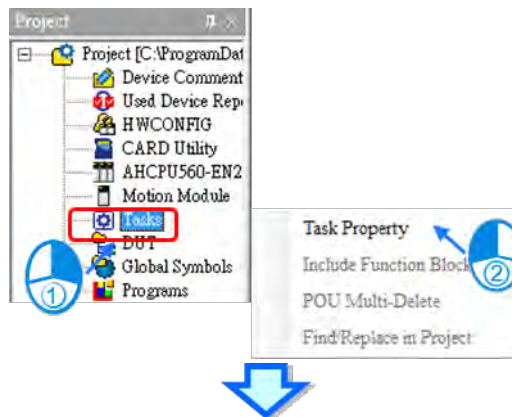 Project
Project [C:\ProgramDat
Device Comment
Used Device Rep
HWCONFIG
CARD Utility
AHCPU560-EN2
Motion Module
Tasks
DUT
Global Symbols
Programs
1
Task Property
Include Function Block
2
POU Multi-Delete
Find/Replace in Project